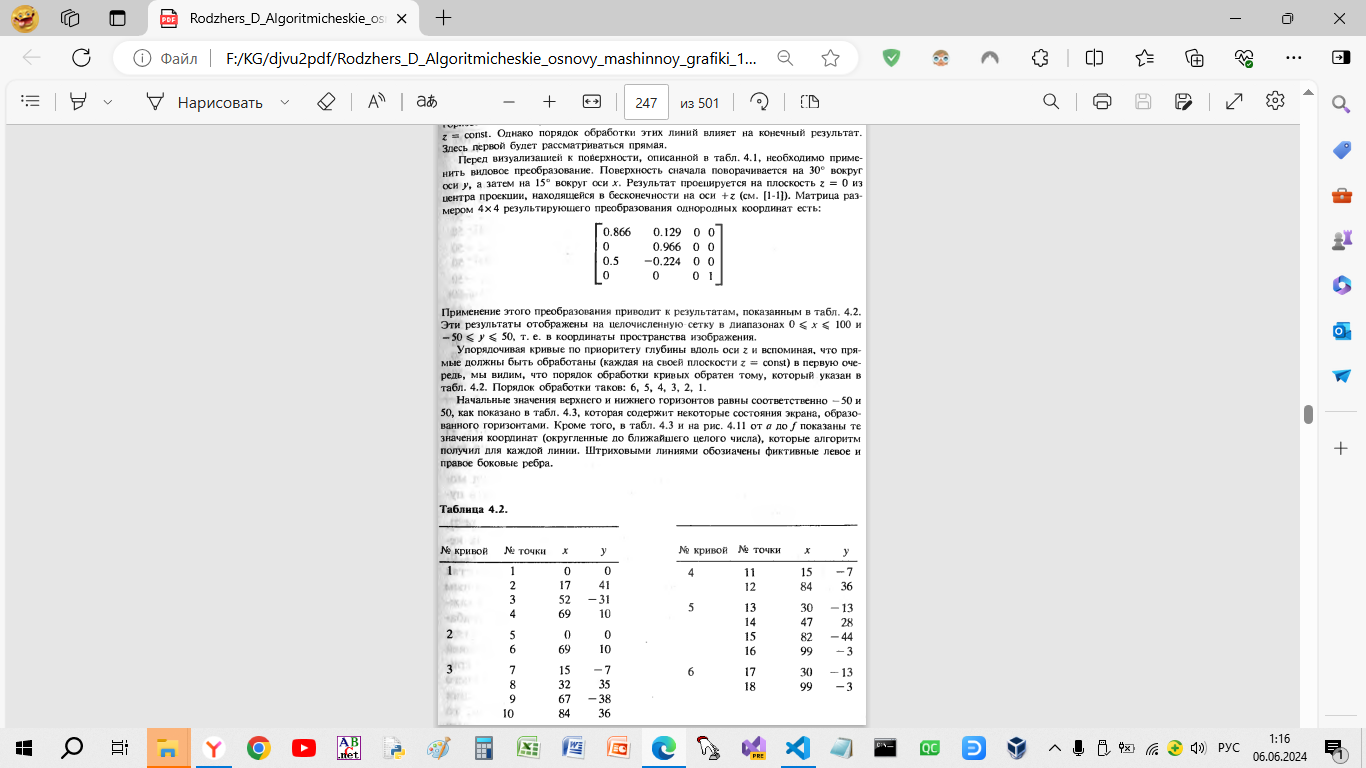 Rodzhers_D_Algoritmicheskie_os
Файл
F:/KG/djvu2pdf/Rodzhers_D_Algoritmicheskie_osnovy_mashinnoy_grafiki_1...
Нарисовать
247
из 501
z = const. Однако порядок обработки этих линий влияет на конечный результат.
Здесь первой будет рассматриваться прямая.
Перед визуализацией к поверхности, описанной в табл. 4.1, необходимо приме-
нить видовое преобразование. Поверхность сначала поворачивается на 30° вокруг
оси y, а затем на 15° вокруг оси x. Результат проецируется на плоскость z = 0 из
центра проекции, находящейся в бесконечности на оси +z (см. [1-1]). Матрица раз-
мером 4×4 результирующего преобразования однородных координат есть:
0.866 0.129 0 0
0 0.966 0 0
0.5 −0.224 0 0
0 0 0 1
Применение этого преобразования приводит к результатам, показанным в табл. 4.2.
Эти результаты отображены на целочисленную сетку в диапазонах 0 ⩽ x ⩽ 100 и
−50 ⩽ y ⩽ 50, т. е. в координаты пространства изображения.
Упорядочивая кривые по приоритету глубины вдоль оси z и вспоминая, что пря-
мые должны быть обработаны (каждая на своей плоскости z = const) в первую оче-
редь, мы видим, что порядок обработки кривых обратен тому, который указан в
табл. 4.2. Порядок обработки таков: 6, 5, 4, 3, 2, 1.
Начальные значения верхнего и нижнего горизонтов равны соответственно −50 и
50, как показано в табл. 4.3, которая содержит некоторые состояния экрана, образо-
ванного горизонтами. Кроме того, в табл. 4.3 и на рис. 4.11 от a до f показаны те
значения координат (округленные до ближайшего целого числа), которые алгоритм
получил для каждой линии. Штриховыми линиями обозначены фиктивные левое и
правое боковые ребра.
Таблица 4.2.
№ кривой № точки x y
1 1 0 0
2 17 41
3 52 −31
4 69 10
2 5 0 0
6 69 10
3 7 15 −7
8 32 35
9 67 −38
10 84 36
№ кривой № точки x y
4 11 15 −7
12 84 36
5 13 30 −13
14 47 28
15 82 −44
16 99 −3
6 17 30 −13
18 99 −3
РУС
1:16
06.06.2024